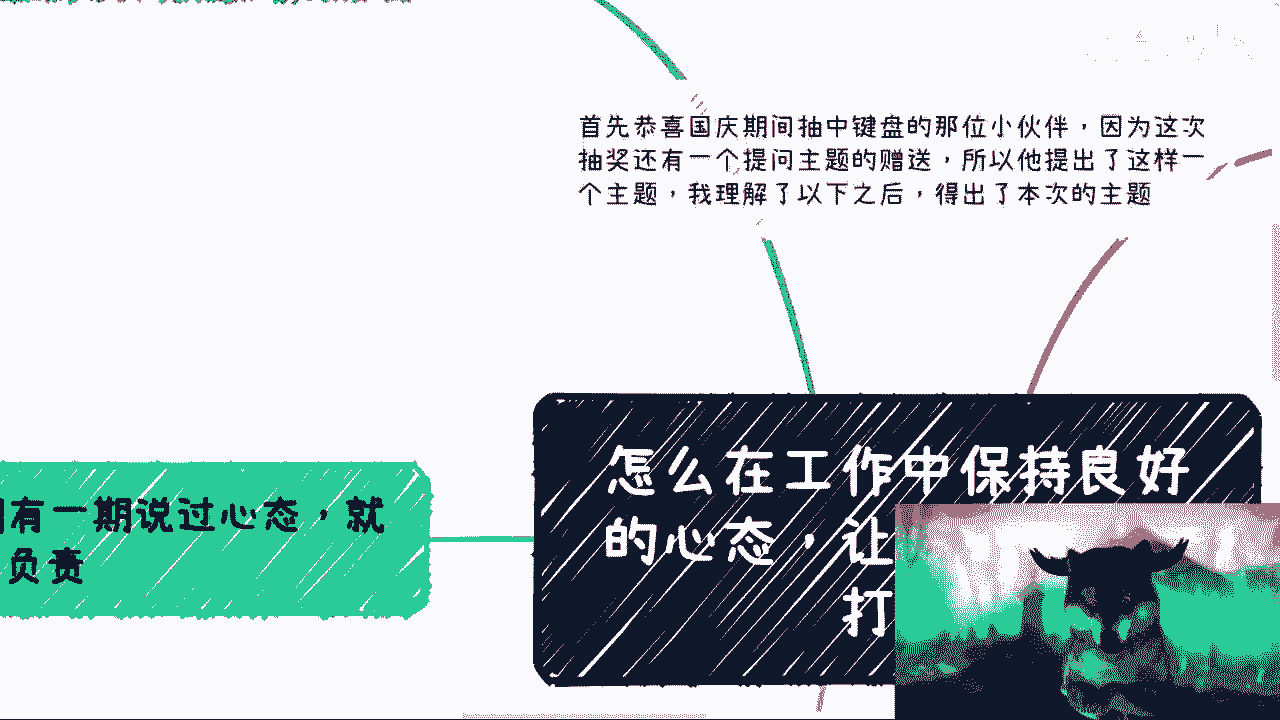 首先恭喜国庆期间抽中键盘的那位小伙伴，因为这次
抽奖还有一个提问主题的赠送，所以他提出了这样一
个主题，我理解了以下之后，得出了本次的主题
怎么在工作中保持良好
的心态，让
打
有一期说过心态，就
负责